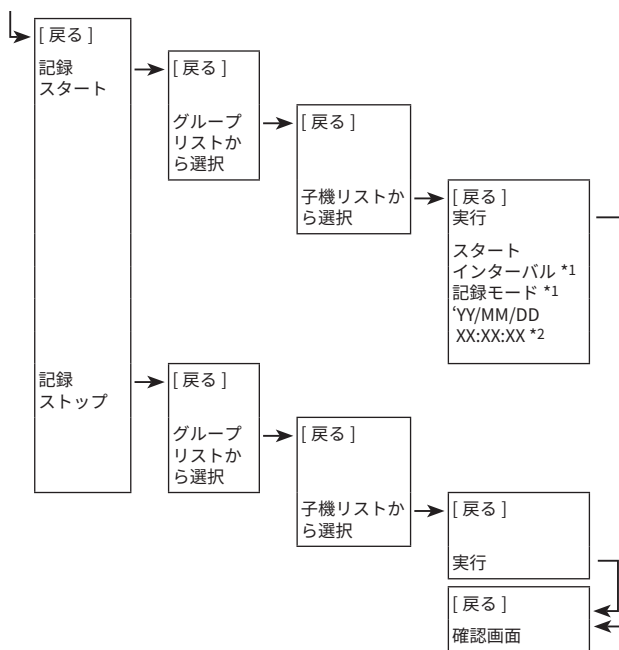 [ 戻る ]
記録
スタート
[ 戻る ]
グループ
リストか
ら選択
[ 戻る ]
子機リストか
ら選択
[ 戻る ]
実行
スタート
インターバル *1
記録モード *1
‘YY/MM/DD
XX:XX:XX *2
記録
ストップ
[ 戻る ]
グループ
リストか
ら選択
[ 戻る ]
子機リストか
ら選択
[ 戻る ]
実行
[ 戻る ]
確認画面